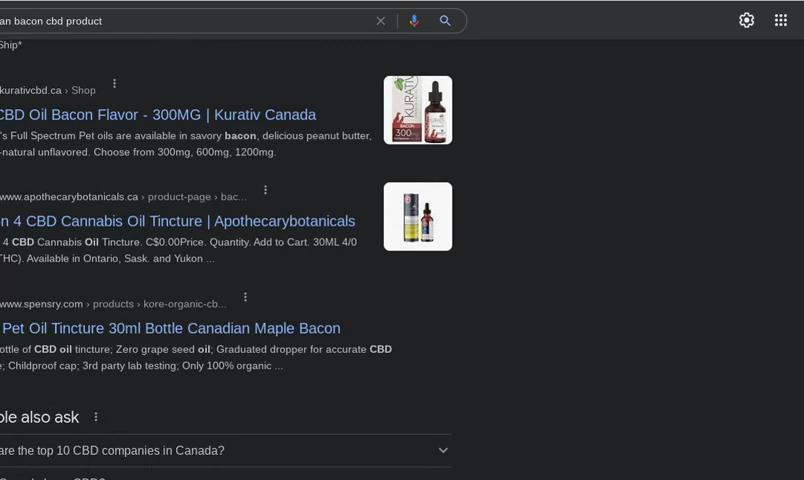 an bacon cbd product
Ship*
kurativcbd.ca › Shop
CBD Oil Bacon Flavor - 300MG | Kurativ Canada
's Full Spectrum Pet oils are available in savory bacon, delicious peanut butter,
-natural unflavored. Choose from 300mg, 600mg, 1200mg.
KURATIV
BACON
300
www.apothecarybotanicals.ca › product-page › bac...
n 4 CBD Cannabis Oil Tincture | Apothecarybotanicals
4 CBD Cannabis Oil Tincture. C$0.00Price. Quantity. Add to Cart. 30ML 4/0
THC). Available in Ontario, Sask. and Yukon ...
www.spensry.com › products › kore-organic-cb...
Pet Oil Tincture 30ml Bottle Canadian Maple Bacon
ottle of CBD oil tincture; Zero grape seed oil; Graduated dropper for accurate CBD
e; Childproof cap; 3rd party lab testing; Only 100% organic ...
ple also ask
are the top 10 CBD companies in Canada?